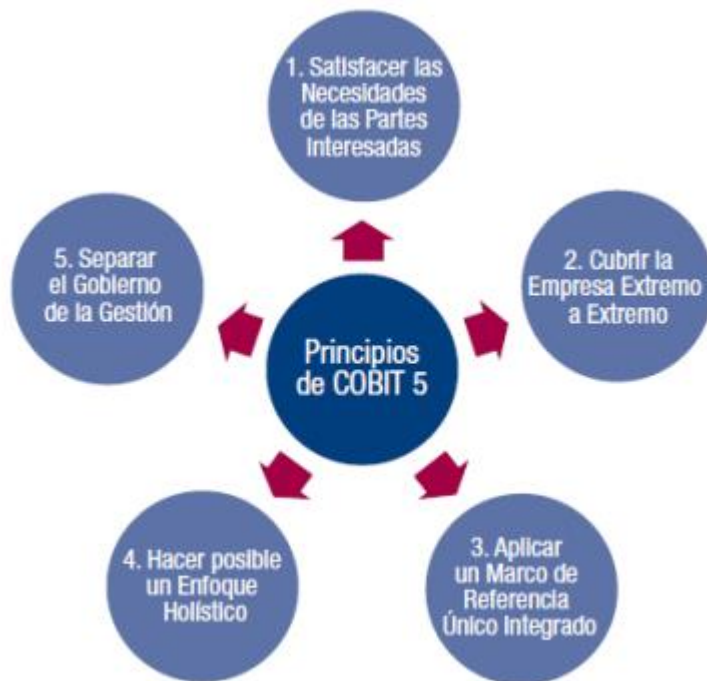 1. Satisfacer las
Necesidades
de las Partes
Interesadas
5. Separar
el Gobierno
de la Gestión
2. Cubrir la
Empresa Extremo
a Extremo
Principios
de COBIT 5
4. Hacer posible
un Enfoque
Holístico
3. Aplicar
un Marco de
Referencia
Único Integrado